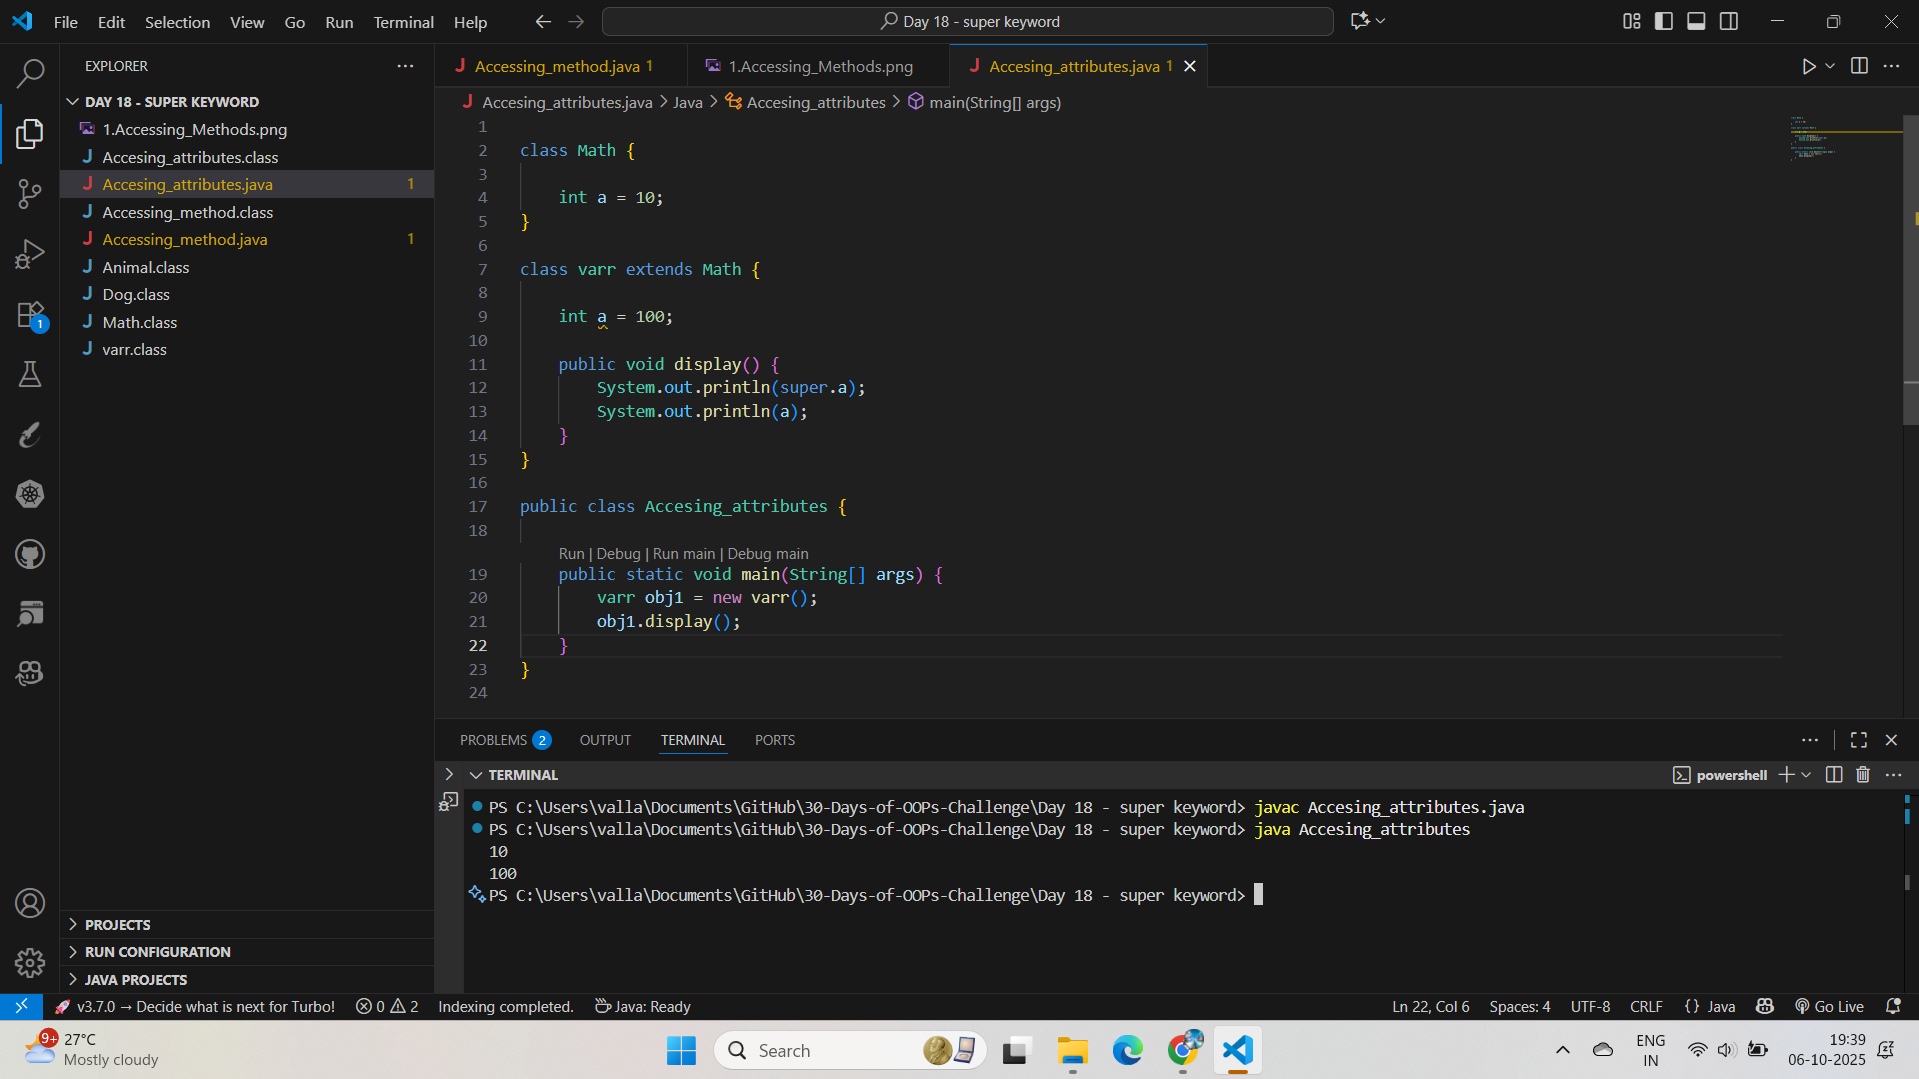 File Edit Selection View Go Run Terminal Help
Day 18 - super keyword
EXPLORER
DAY 18 - SUPER KEYWORD
1.Accessing_Methods.png
Accesing_attributes.class
Accesing_attributes.java 1
Accessing_method.class
Accessing_method.java 1
Animal.class
Dog.class
Math.class
varr.class
PROJECTS
RUN CONFIGURATION
JAVA PROJECTS
1
Accessing_method.java 1
1.Accessing_Methods.png
Accesing_attributes.java 1
Accesing_attributes.java > Java > Accesing_attributes > main(String[] args)
1
2 class Math {
3
4 int a = 10;
5 }
6
7 class varr extends Math {
8
9 int a = 100;
10
11 public void display() {
12 System.out.println(super.a);
13 System.out.println(a);
14 }
15 }
16
17 public class Accesing_attributes {
18
Run | Debug | Run main | Debug main
19 public static void main(String[] args) {
20 varr obj1 = new varr();
21 obj1.display();
22 }
23 }
24
PROBLEMS 2 OUTPUT TERMINAL PORTS
TERMINAL
powershell
PS C:\Users\valla\Documents\GitHub\30-Days-of-OOPs-Challenge\Day 18 - super keyword> javac Accesing_attributes.java
PS C:\Users\valla\Documents\GitHub\30-Days-of-OOPs-Challenge\Day 18 - super keyword> java Accesing_attributes
10
100
PS C:\Users\valla\Documents\GitHub\30-Days-of-OOPs-Challenge\Day 18 - super keyword>
v3.7.0 → Decide what is next for Turbo! 0 2 Indexing completed. Java: Ready
Ln 22, Col 6 Spaces: 4 UTF-8 CRLF {} Java Go Live
9+
27°C
Mostly cloudy
Search
ENG
IN
19:39
06-10-2025